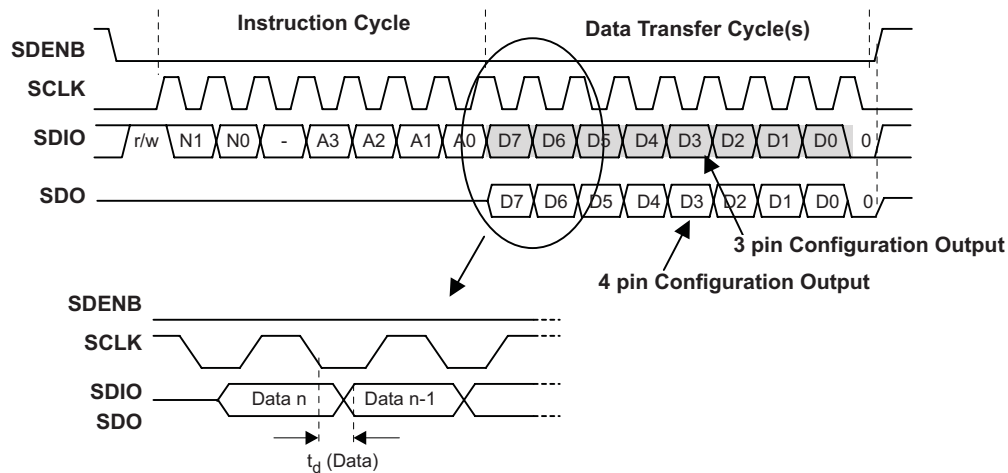 Instruction Cycle Data Transfer Cycle(s)
SDENB
SCLK
SDIO r/w N1 N0 - A3 A2 A1 A0 D7 D6 D5 D4 D3 D2 D1 D0 0
SDO D7 D6 D5 D4 D3 D2 D1 D0 0
3 pin Configuration Output
4 pin Configuration Output
SDENB
SCLK
SDIO Data n Data n-1
SDO
td (Data)